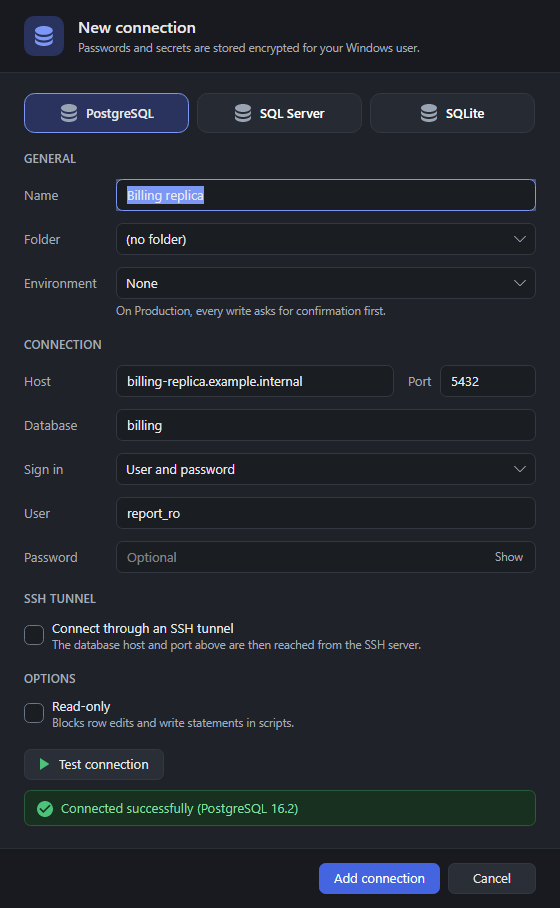 New connection
Passwords and secrets are stored encrypted for your Windows user.
PostgreSQL
SQL Server
SQLite
GENERAL
Name
Billing replica
Folder
(no folder)
Environment
None
On Production, every write asks for confirmation first.
CONNECTION
Host
billing-replica.example.internal
Port
5432
Database
billing
Sign in
User and password
User
report_ro
Password
Optional
Show
SSH TUNNEL
Connect through an SSH tunnel
The database host and port above are then reached from the SSH server.
OPTIONS
Read-only
Blocks row edits and write statements in scripts.
Test connection
Connected successfully (PostgreSQL 16.2)
Add connection
Cancel